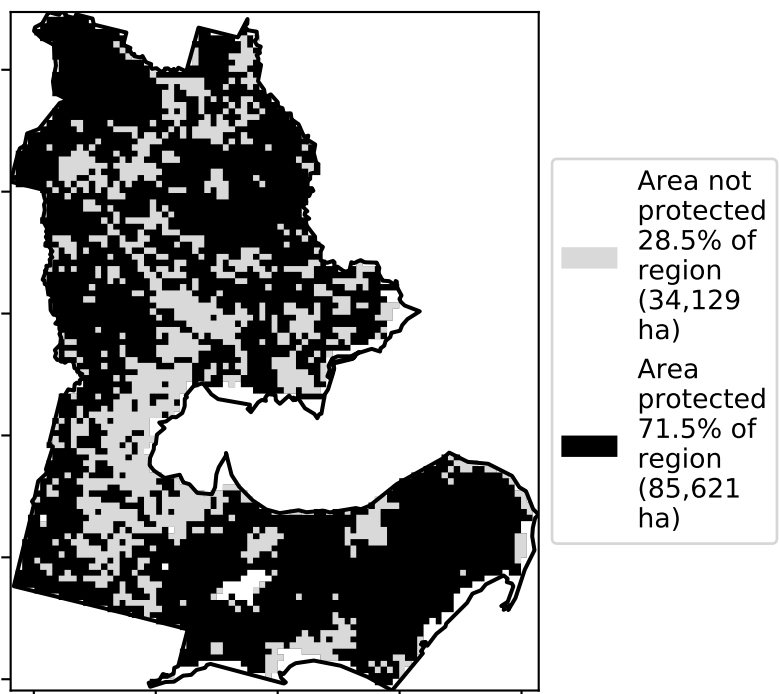 Area not
protected
28.5% of
region
(34,129
ha)
Area
protected
71.5% of
region
(85,621
ha)